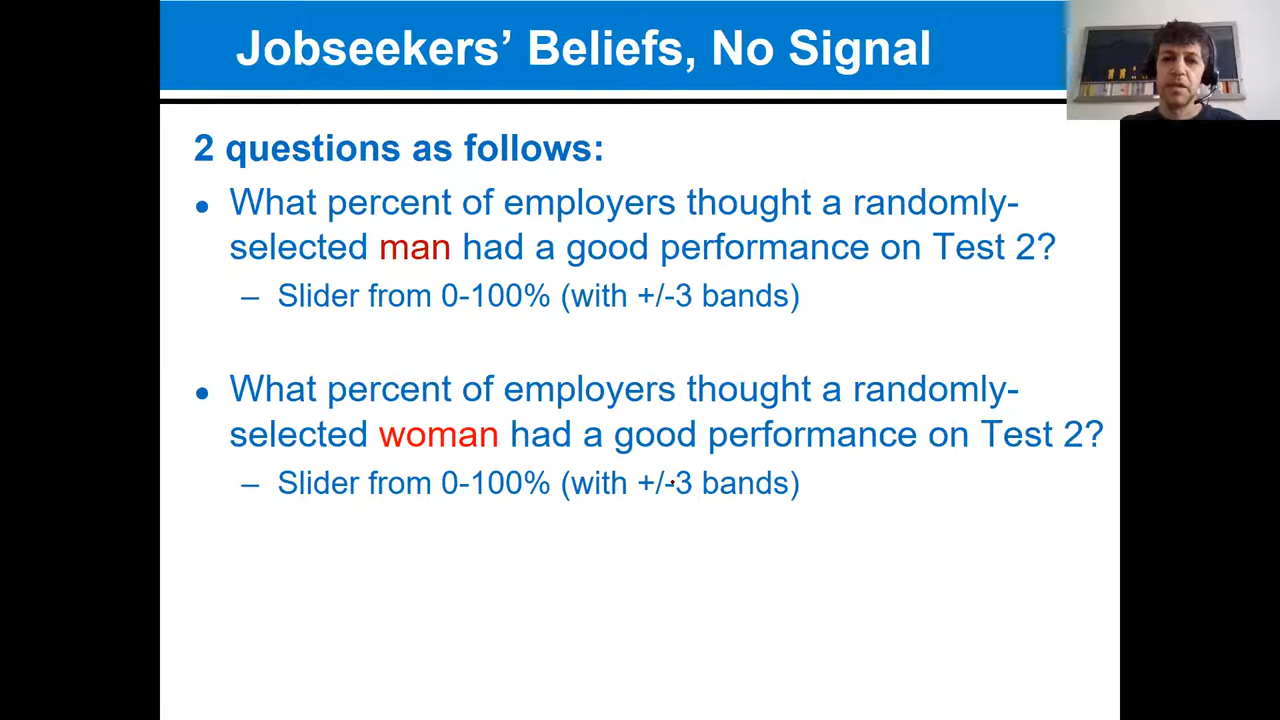 Jobseekers’ Beliefs, No Signal
2 questions as follows:
• What percent of employers thought a randomly-
selected man had a good performance on Test 2?
– Slider from 0-100% (with +/-3 bands)
• What percent of employers thought a randomly-
selected woman had a good performance on Test 2?
– Slider from 0-100% (with +/-3 bands)